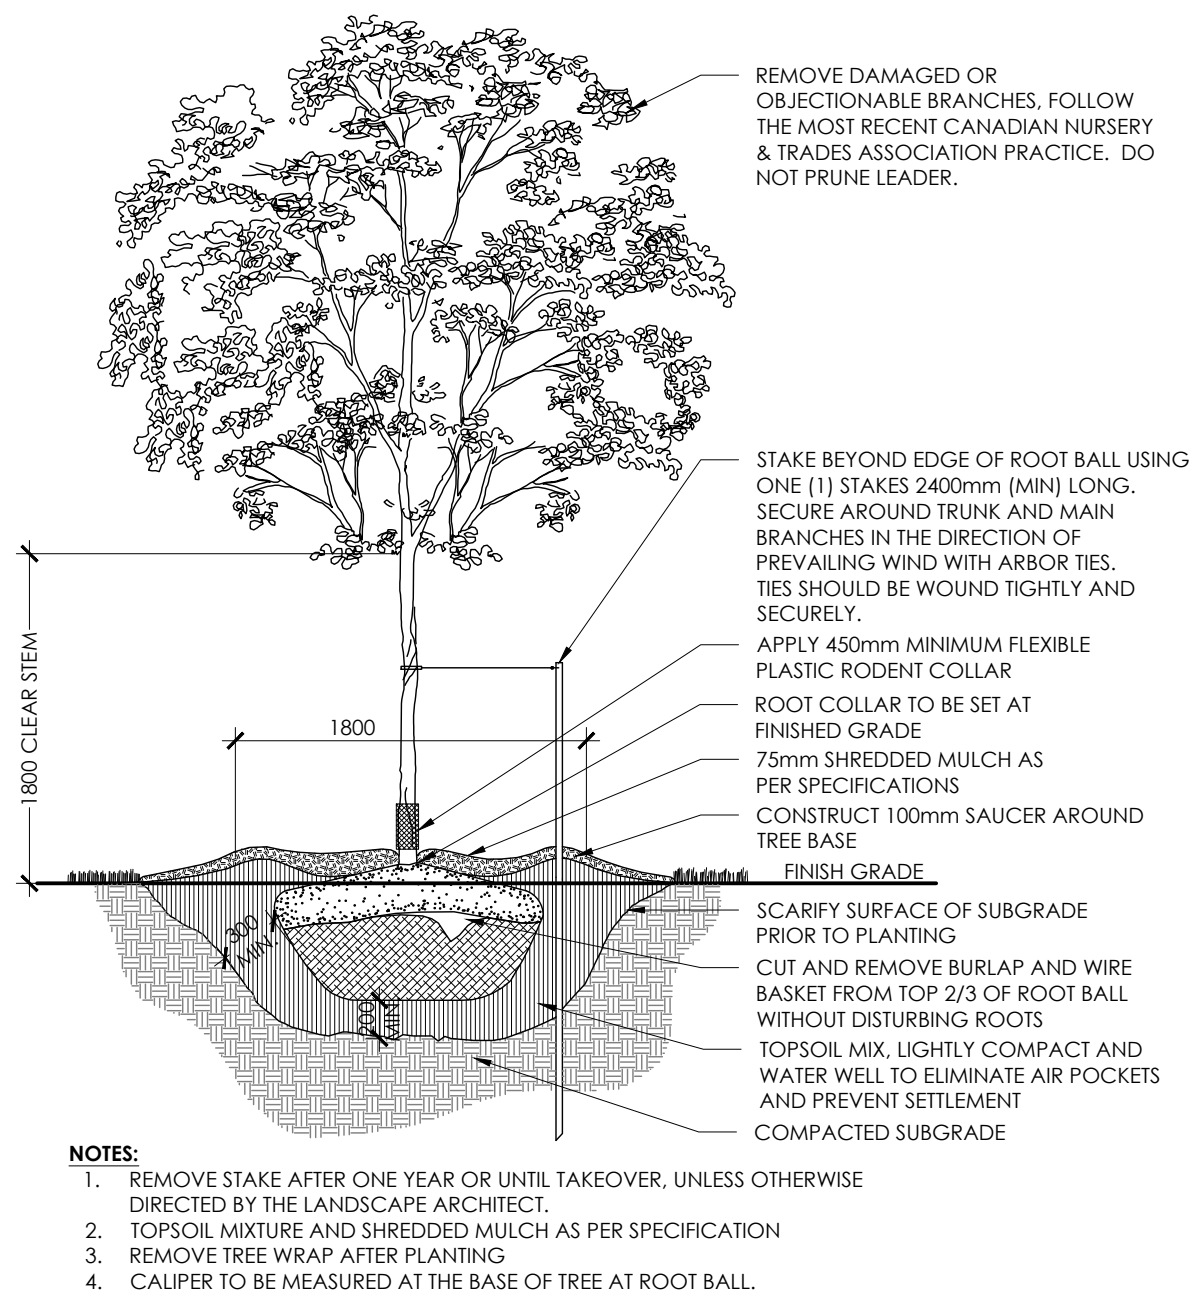 REMOVE DAMAGED OR
OBJECTIONABLE BRANCHES, FOLLOW
THE MOST RECENT CANADIAN NURSERY
& TRADES ASSOCIATION PRACTICE. DO
NOT PRUNE LEADER.
STAKE BEYOND EDGE OF ROOT BALL USING
ONE (1) STAKES 2400mm (MIN) LONG.
SECURE AROUND TRUNK AND MAIN
BRANCHES IN THE DIRECTION OF
PREVAILING WIND WITH ARBOR TIES.
TIES SHOULD BE WOUND TIGHTLY AND
SECURELY.
APPLY 450mm MINIMUM FLEXIBLE
PLASTIC RODENT COLLAR
ROOT COLLAR TO BE SET AT
FINISHED GRADE
75mm SHREDDED MULCH AS
PER SPECIFICATIONS
CONSTRUCT 100mm SAUCER AROUND
TREE BASE
FINISH GRADE
SCARIFY SURFACE OF SUBGRADE
PRIOR TO PLANTING
CUT AND REMOVE BURLAP AND WIRE
BASKET FROM TOP 2/3 OF ROOT BALL
WITHOUT DISTURBING ROOTS
TOPSOIL MIX, LIGHTLY COMPACT AND
WATER WELL TO ELIMINATE AIR POCKETS
AND PREVENT SETTLEMENT
COMPACTED SUBGRADE
1800 CLEAR STEM
1800
300
MIN.
200
MIN
NOTES:
1. REMOVE STAKE AFTER ONE YEAR OR UNTIL TAKEOVER, UNLESS OTHERWISE
DIRECTED BY THE LANDSCAPE ARCHITECT.
2. TOPSOIL MIXTURE AND SHREDDED MULCH AS PER SPECIFICATION
3. REMOVE TREE WRAP AFTER PLANTING
4. CALIPER TO BE MEASURED AT THE BASE OF TREE AT ROOT BALL.